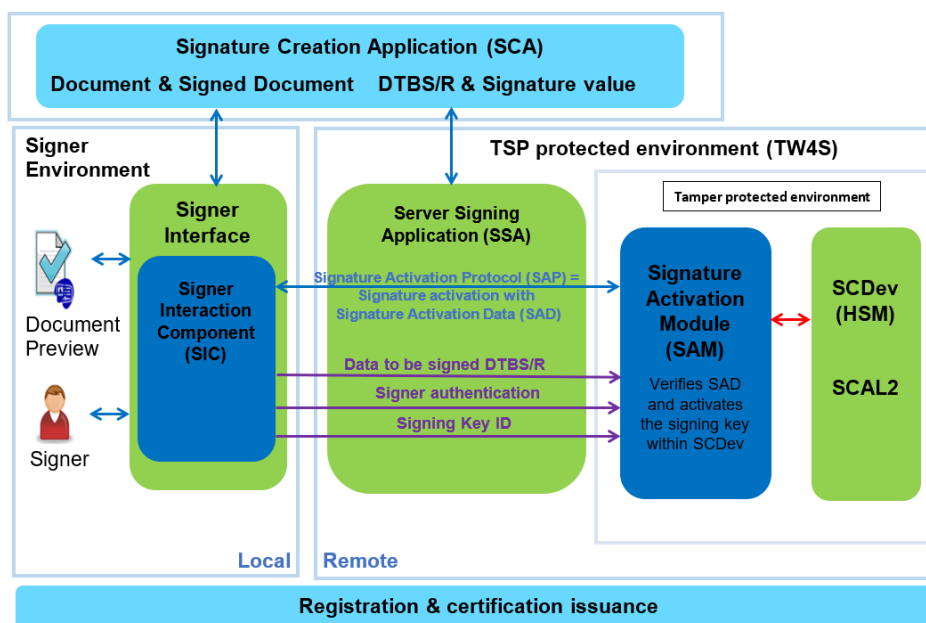 Signature Creation Application (SCA)
Document & Signed Document DTBS/R & Signature value
Signer
Environment
TSP protected environment (TW4S)
Tamper protected environment
Signer
Interface
Server Signing
Application (SSA)
Signer
Interaction
Component
(SIC)
Signature Activation Protocol (SAP) =
Signature activation with
Signature Activation Data (SAD)
Signature
Activation
Module
(SAM)
Verifies SAD
and activates
the signing key
within SCDev
SCDev
(HSM)
SCAL2
Document
Preview
Data to be signed DTBS/R
Signer authentication
Signing Key ID
Signer
Local
Remote
Registration & certification issuance